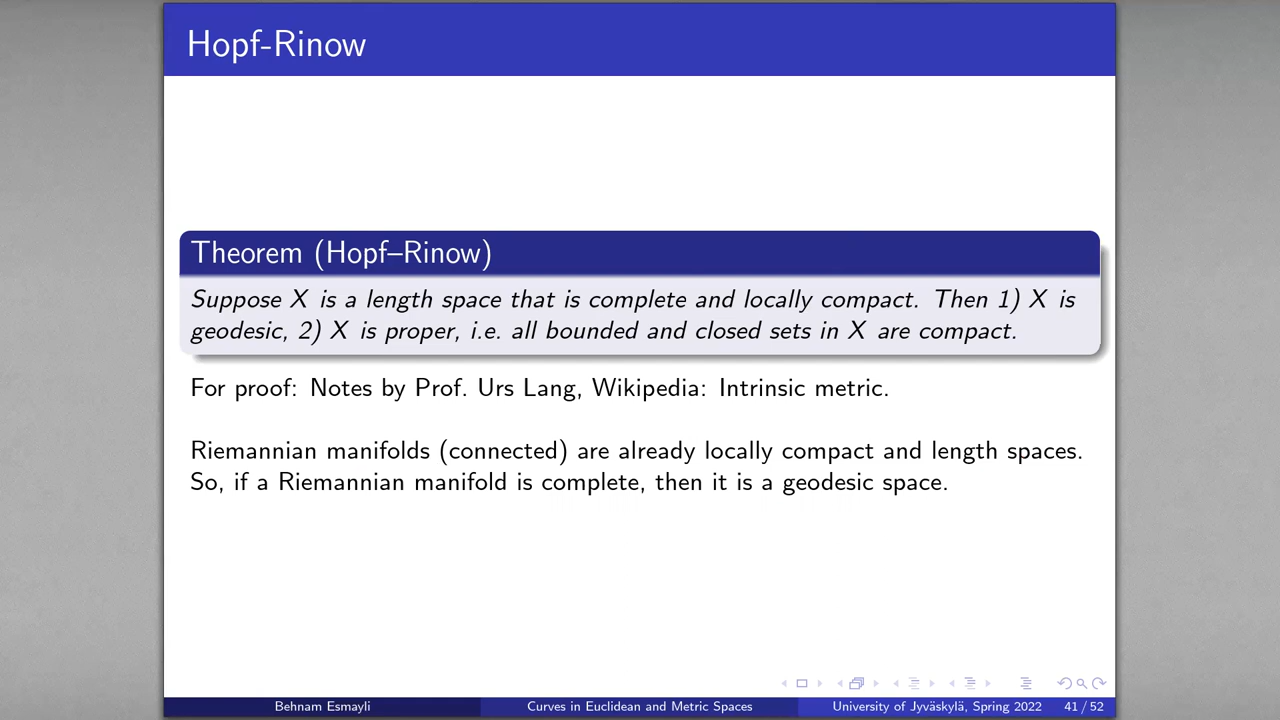 Hopf-Rinow
Theorem (Hopf–Rinow)
Suppose X is a length space that is complete and locally compact. Then 1) X is
geodesic, 2) X is proper, i.e. all bounded and closed sets in X are compact.
For proof: Notes by Prof. Urs Lang, Wikipedia: Intrinsic metric.
Riemannian manifolds (connected) are already locally compact and length spaces.
So, if a Riemannian manifold is complete, then it is a geodesic space.
Behnam Esmayli Curves in Euclidean and Metric Spaces University of Jyväskylä, Spring 2022 41 / 52